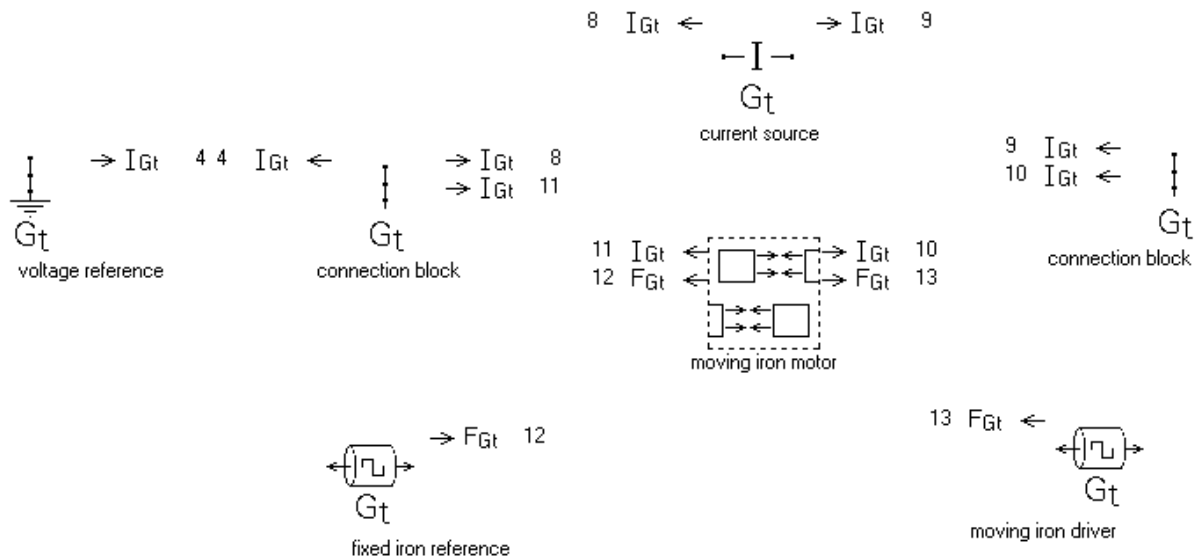 8 IGt IGt 9
I
Gt
current source
IGt 4 4 IGt IGt 8
IGt 11
Gt
voltage reference
Gt
connection block
9 IGt
10 IGt
Gt
connection block
11 IGt IGt 10
12 FGt FGt 13
moving iron motor
FGt 12
Gt
fixed iron reference
13 FGt
Gt
moving iron driver